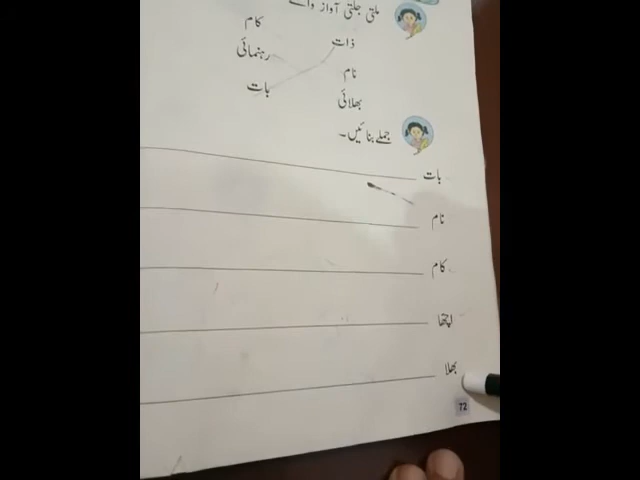 ملتی جلتی آواز والے
ذات کام
نام رہنمائی
بھلائی بات
جملے بنائیں۔
بات
نام
کام
اچھا
بھلا
72